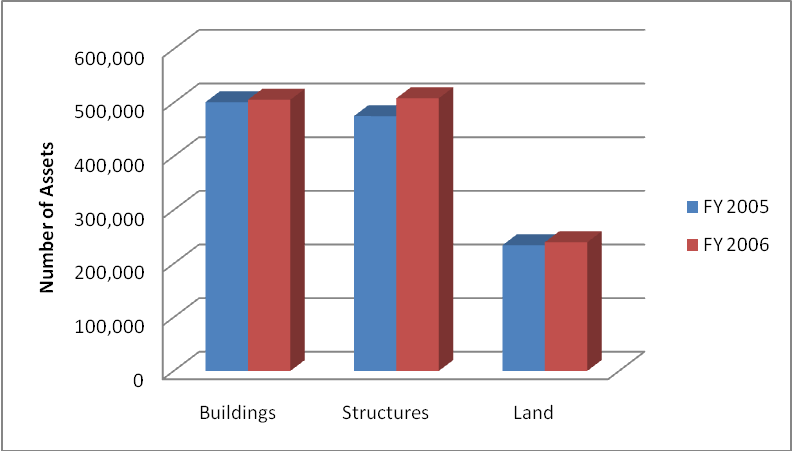 Number of Assets
600,000
500,000
400,000
300,000
200,000
100,000
0
Buildings
Structures
Land
FY 2005
FY 2006